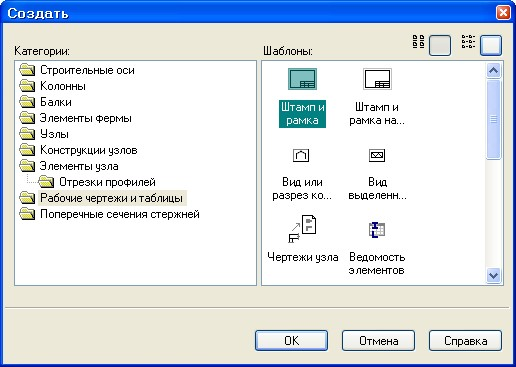 Создать
Категории:
Шаблоны:
Строительные оси
Колонны
Балки
Элементы фермы
Узлы
Конструкции узлов
Элементы узла
Отрезки профилей
Рабочие чертежи и таблицы
Поперечные сечения стержней
Штамп и
рамка
Штамп и
рамка на...
Вид или
разрез ко...
Вид
выделенн...
Чертежи узла
Ведомость
элементов
OK
Отмена
Справка